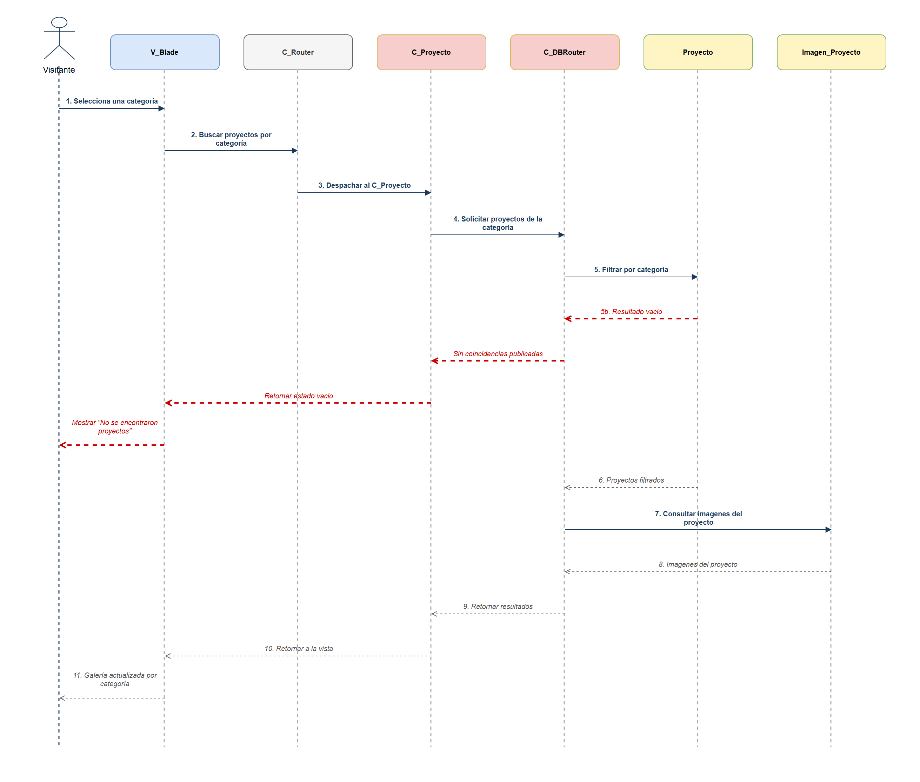 Visitante
V_Blade
C_Router
C_Proyecto
C_DBRouter
Proyecto
Imagen_Proyecto
1. Selecciona una categoría
2. Buscar proyectos por
categoría
3. Despachar al C_Proyecto
4. Solicitar proyectos de la
categoría
5. Filtrar por categoría
5b. Resultado vacío
Sin coincidencias publicadas
Retornar estado vacío
Mostrar "No se encontraron
proyectos"
6. Proyectos filtrados
7. Consultar imagenes del
proyecto
8. Imagenes del proyecto
9. Retornar resultados
10. Retornar a la vista
11. Galería actualizada por
categoría